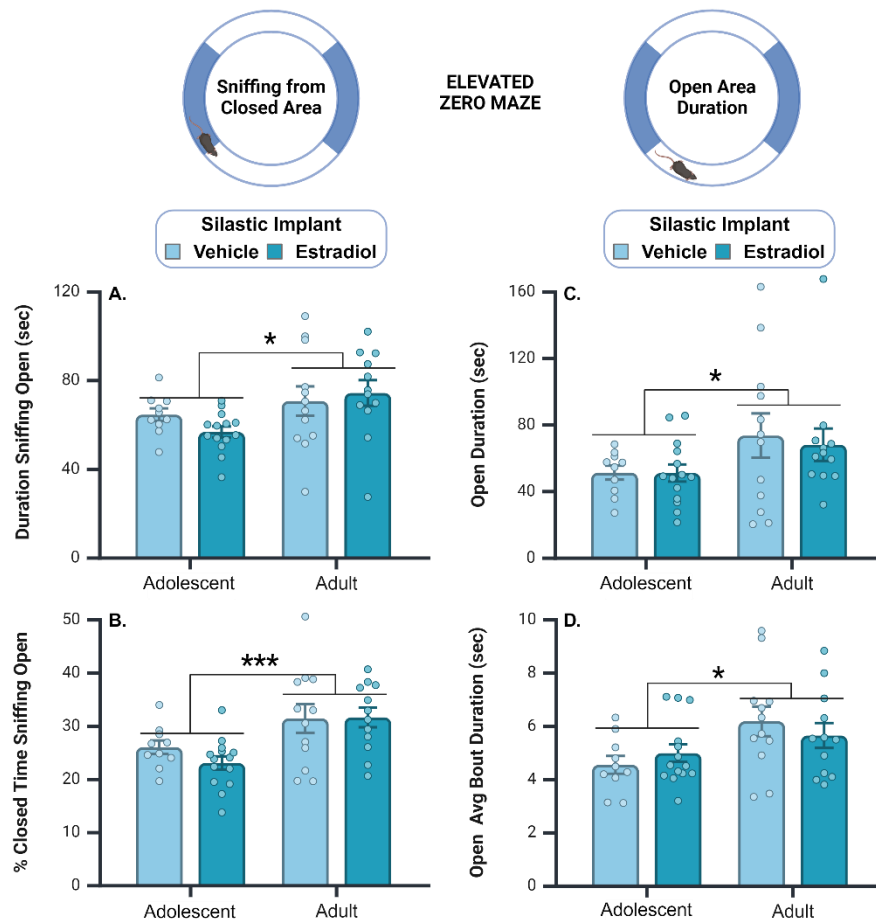 Sniffing from
Closed Area
ELEVATED
ZERO MAZE
Open Area
Duration
Silastic Implant
Vehicle Estradiol
Silastic Implant
Vehicle Estradiol
A.
Duration Sniffing Open (sec)
120
80
40
0
*
Adolescent Adult
C.
Open Duration (sec)
160
120
80
40
0
*
Adolescent Adult
B.
% Closed Time Sniffing Open
50
40
30
20
10
0
***
Adolescent Adult
D.
Open Avg Bout Duration (sec)
10
8
6
4
2
0
*
Adolescent Adult